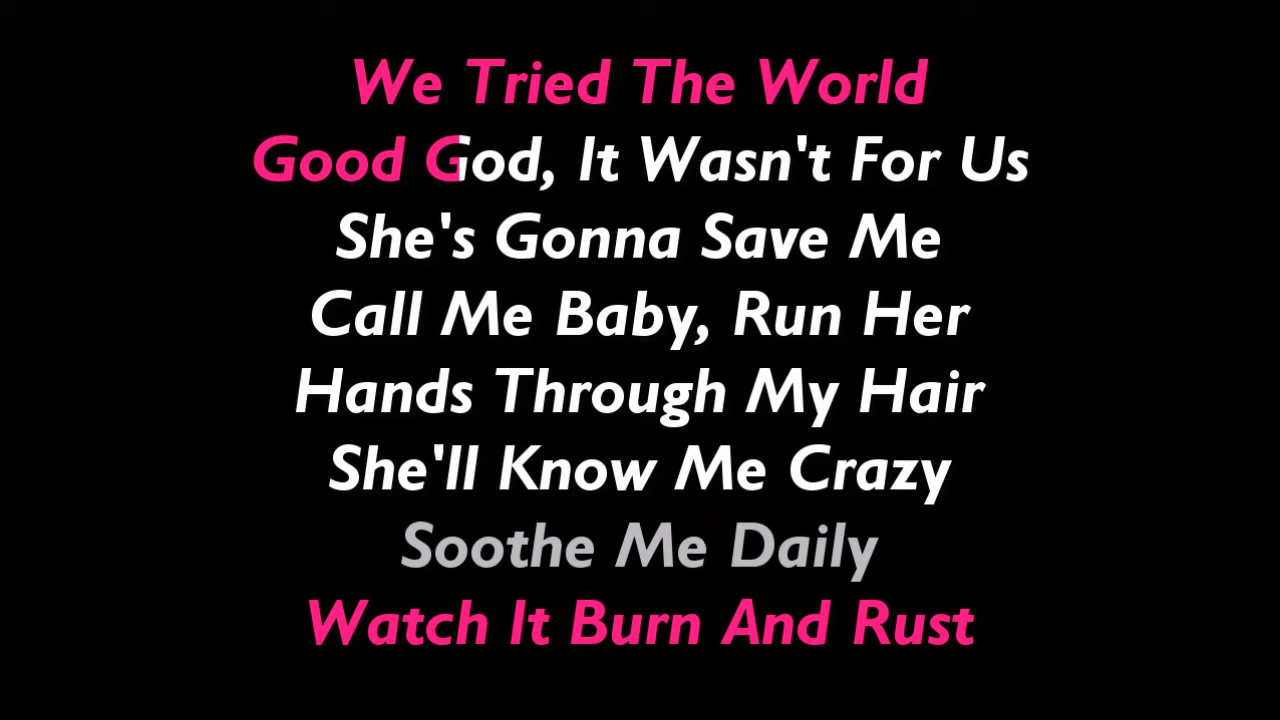 We Tried The World
Good God, It Wasn't For Us
She's Gonna Save Me
Call Me Baby, Run Her
Hands Through My Hair
She'll Know Me Crazy
Soothe Me Daily
Watch It Burn And Rust